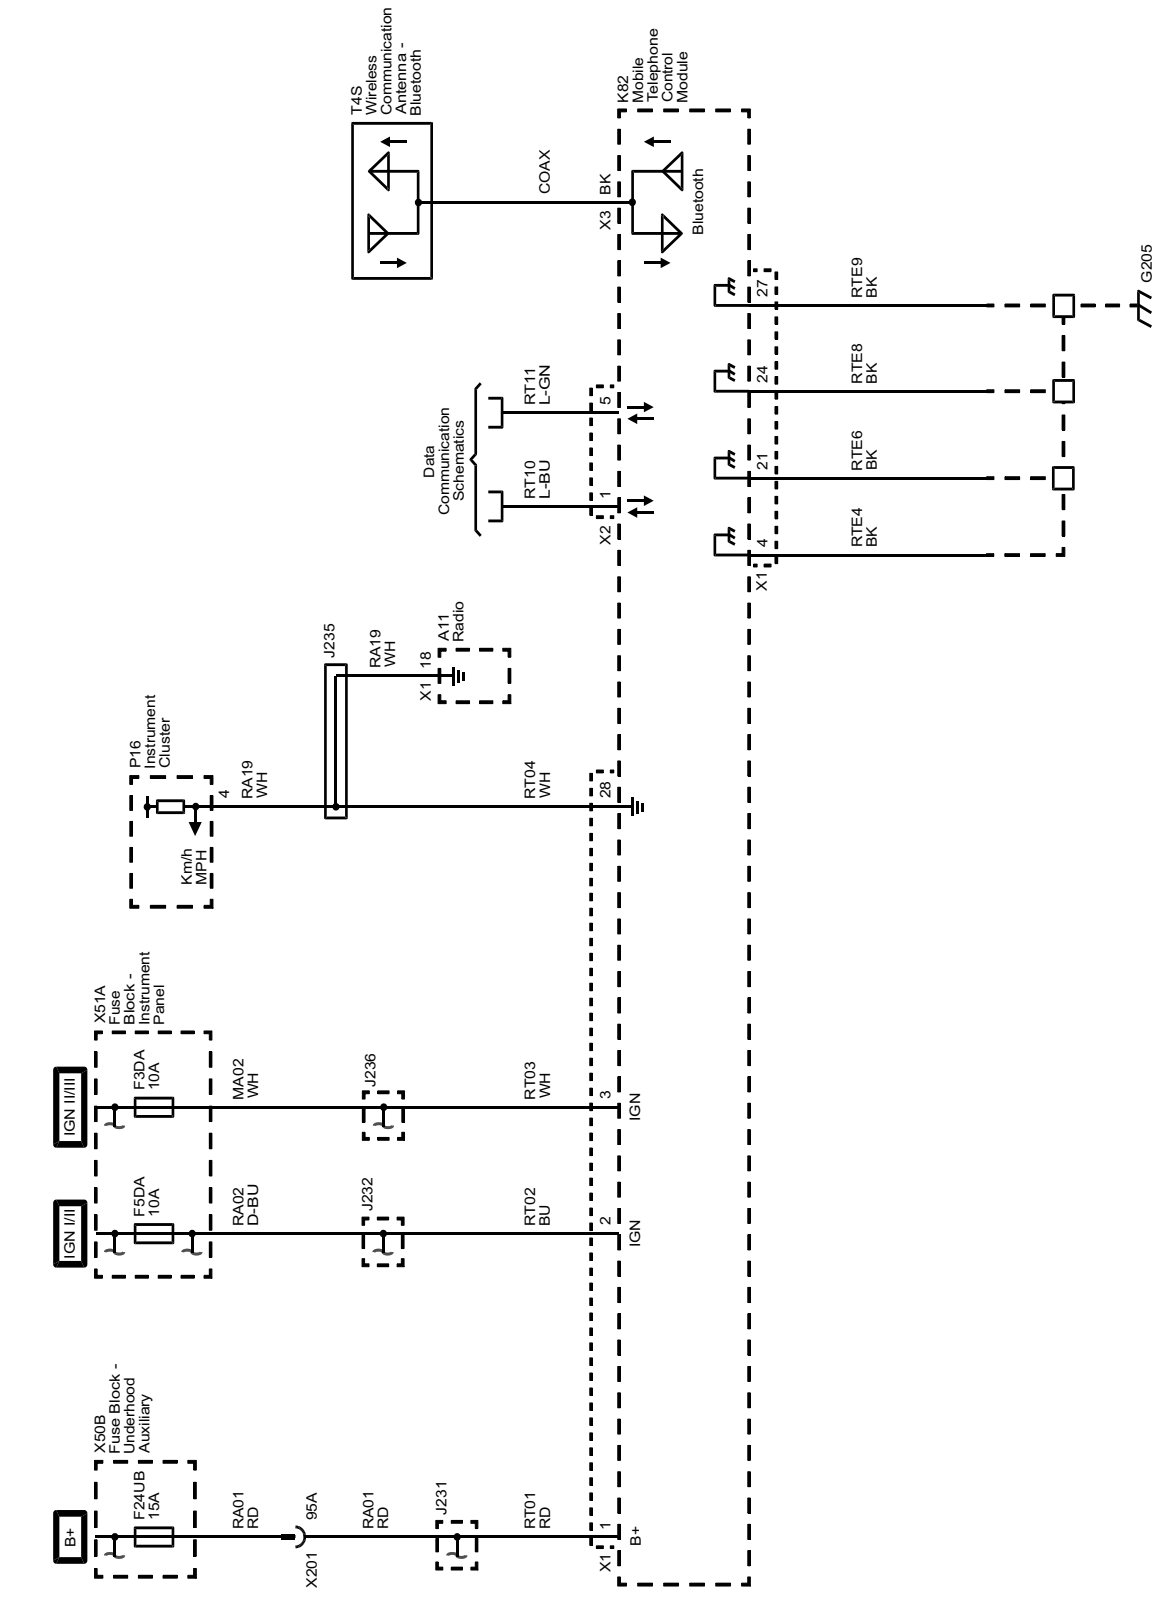 B+
X50B
Fuse Block -
Underhood
Auxiliary
F24UB
15A
RA01
RD
X201
95A
RA01
RD
J231
RT01
RD
X1
1
B+
IGN I/II
IGN II/III
X51A
Fuse
Block -
Instrument
Panel
F5DA
10A
F3DA
10A
RA02
D-BU
MA02
WH
J232
J236
RT02
BU
RT03
WH
2
IGN
3
IGN
P16
Instrument
Cluster
Km/h
MPH
4
RA19
WH
J235
RA19
WH
X1
18
A11
Radio
RT04
WH
28
Data
Communication
Schematics
RT10
L-BU
RT11
L-GN
X2
1
5
T4S
Wireless
Communication
Antenna -
Bluetooth
COAX
X3
BK
K82
Mobile
Telephone
Control
Module
Bluetooth
X1
4
21
24
27
RTE4
BK
RTE6
BK
RTE8
BK
RTE9
BK
G205